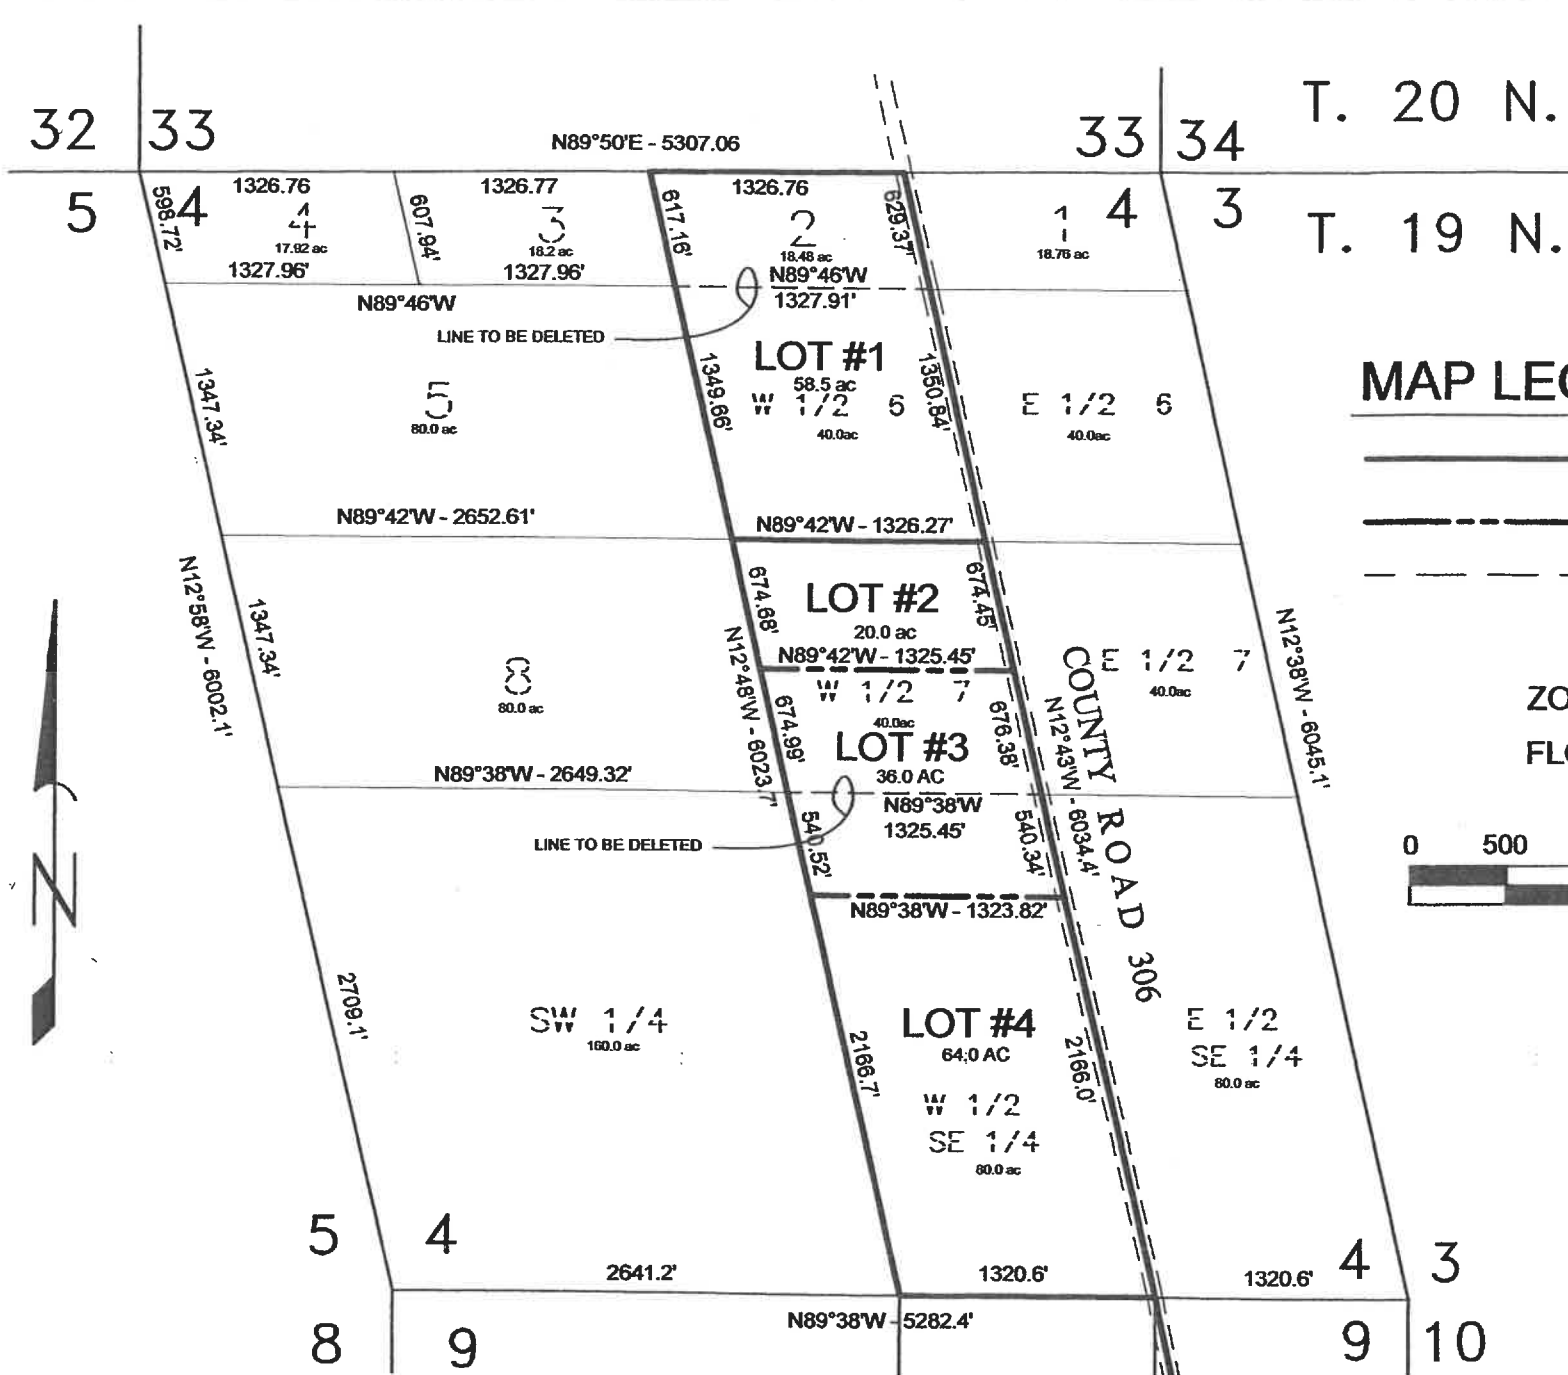 T. 20 N.
32 33
33 34
N89°50'E - 5307.06
5 4
4 3
T. 19 N.
1326.76
1326.77
1326.76
598.72'
607.94'
617.16'
629.37'
4
17.92 ac
3
18.2 ac
2
18.48 ac
1
18.76 ac
1327.96'
1327.96'
N89°46'W
1327.91'
N89°46'W
LINE TO BE DELETED
LOT #1
58.5 ac
MAP LEG
1347.34'
1349.66'
1350.84'
5
80.0 ac
W 1/2 6
40.0ac
E 1/2 6
40.0ac
N89°42'W - 2652.61'
N89°42'W - 1326.27'
N12°58'W - 6002.1'
1347.34'
674.68'
674.45'
LOT #2
20.0 ac
N89°42'W - 1325.45'
N12°48'W - 6023.7'
8
80.0 ac
W 1/2 7
40.0ac
E 1/2 7
40.0ac
N12°38'W - 6045.1'
674.99'
676.38'
N12°43'W - 6034.4'
COUNTY ROAD 306
LOT #3
36.0 AC
ZO
FLO
N89°38'W - 2649.32'
N89°38'W
1325.45'
LINE TO BE DELETED
540.52'
540.34'
0 500
N89°38'W - 1323.82'
N
2709.1'
SW 1/4
160.0 ac
2166.7'
LOT #4
64.0 AC
2166.0'
W 1/2
SE 1/4
80.0 ac
E 1/2
SE 1/4
80.0 ac
5 4
4 3
2641.2'
1320.6'
1320.6'
N89°38'W - 5282.4'
8 9
9 10